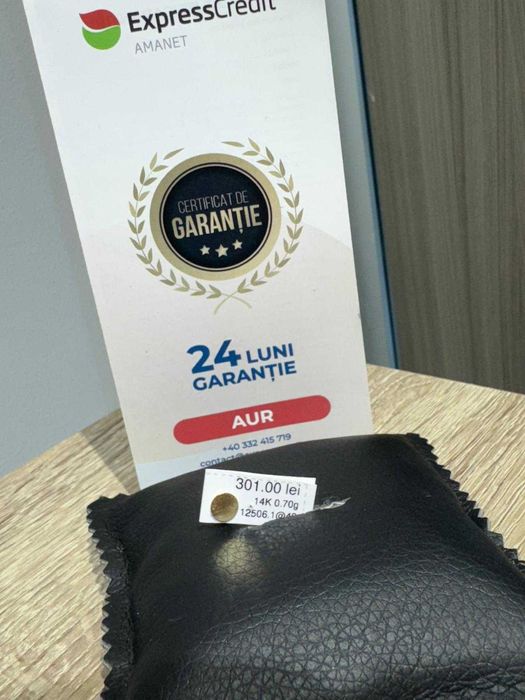 ExpressCredit
AMANET
CERTIFICAT DE
GARANȚIE
24 LUNI
GARANȚIE
AUR
+40 332 415 719
301.00 lei
14K 0.70g